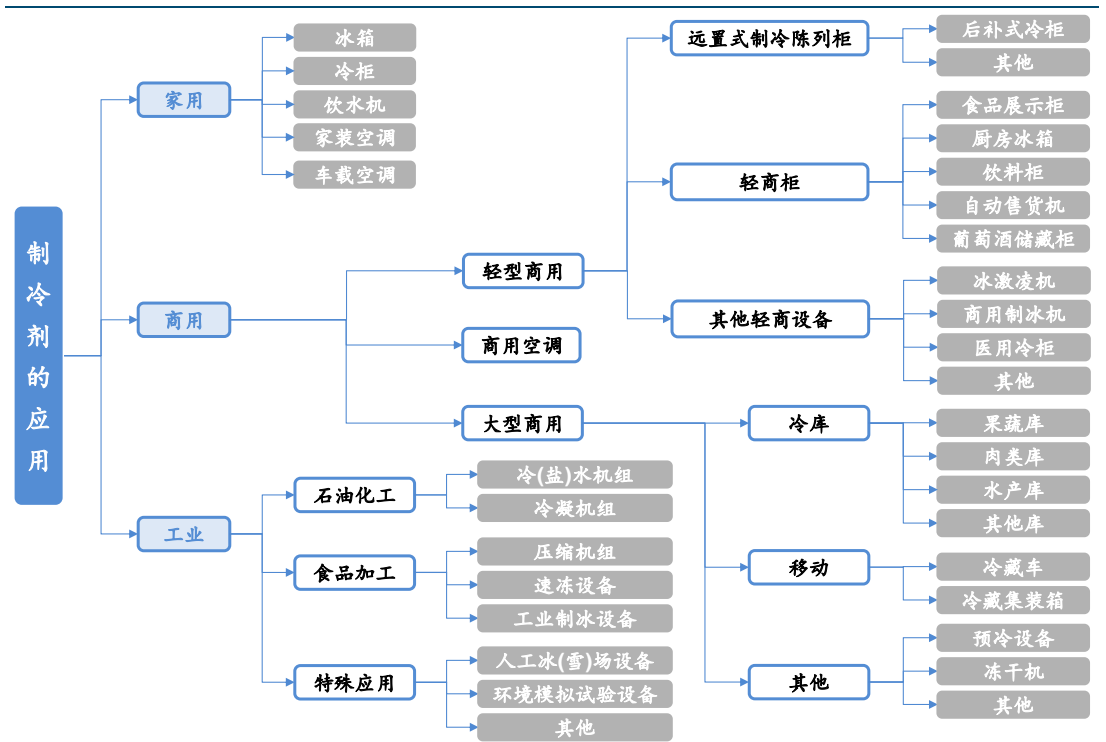 制冷剂的应用
家用
冰箱
冷柜
饮水机
家装空调
车载空调
商用
轻型商用
远置式制冷陈列柜
后补式冷柜
其他
轻商柜
食品展示柜
厨房冰箱
饮料柜
自动售货机
葡萄酒储藏柜
其他轻商设备
冰激凌机
商用制冰机
医用冷柜
其他
商用空调
大型商用
冷库
果蔬库
肉类库
水产库
其他库
移动
冷藏车
冷藏集装箱
其他
预冷设备
冻干机
其他
工业
石油化工
冷(盐)水机组
冷凝机组
食品加工
压缩机组
速冻设备
工业制冰设备
特殊应用
人工冰(雪)场设备
环境模拟试验设备
其他